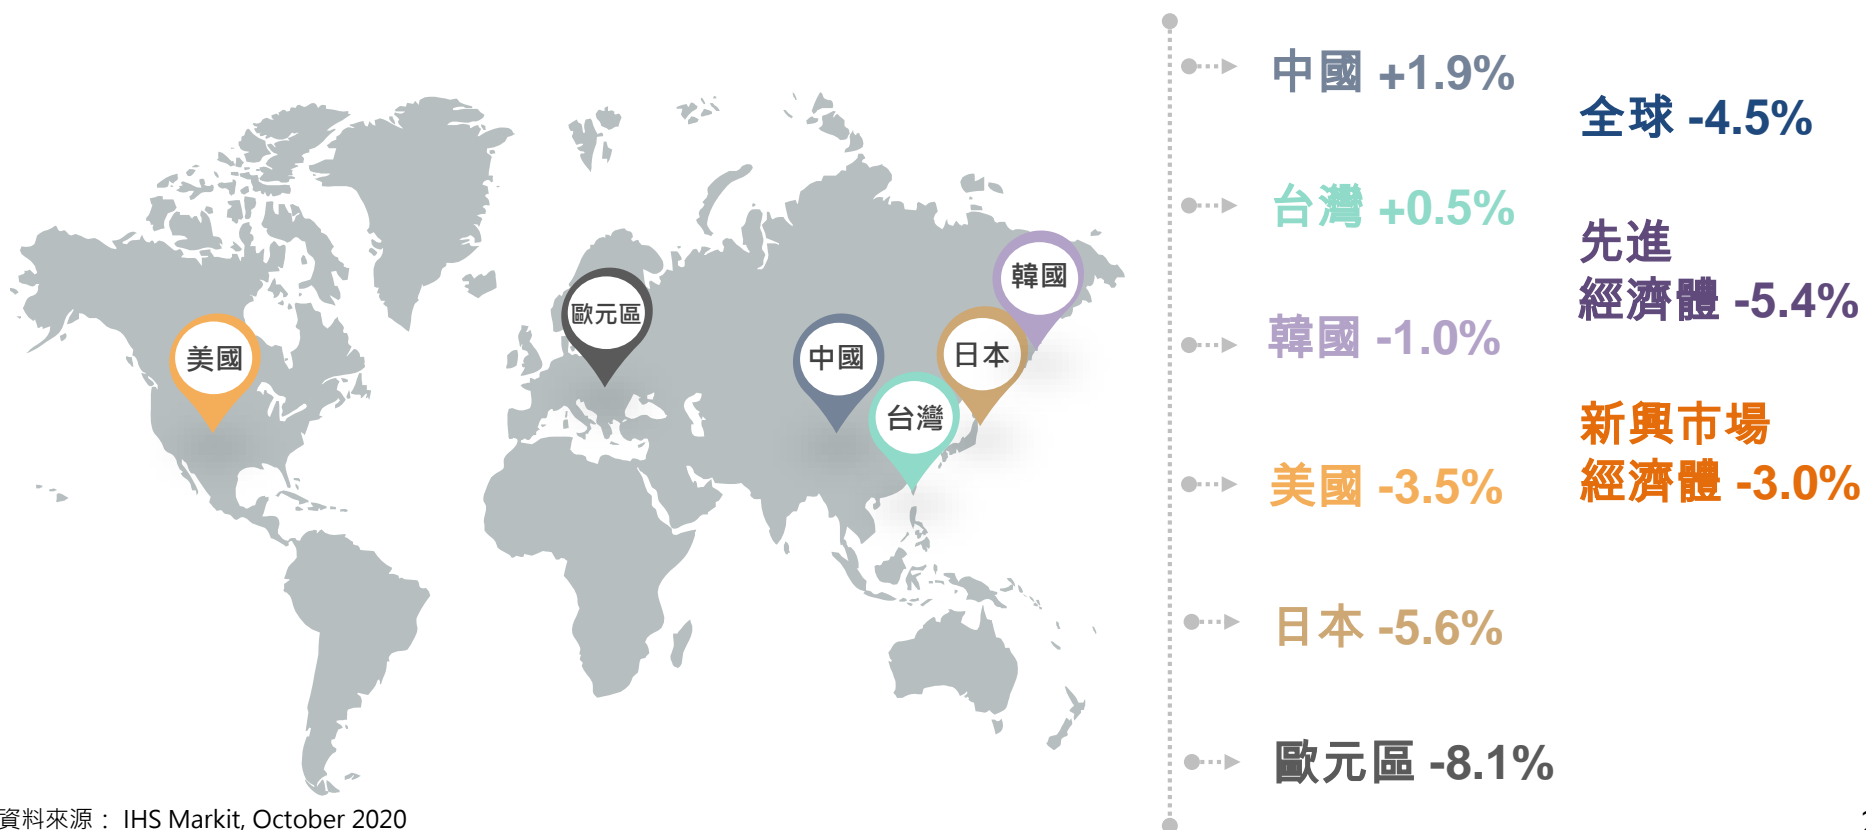 美國
歐元區
中國
台灣
日本
韓國
中國 +1.9%
台灣 +0.5%
韓國 -1.0%
美國 -3.5%
日本 -5.6%
歐元區 -8.1%
全球 -4.5%
先進
經濟體 -5.4%
新興市場
經濟體 -3.0%
資料來源： IHS Markit, October 2020